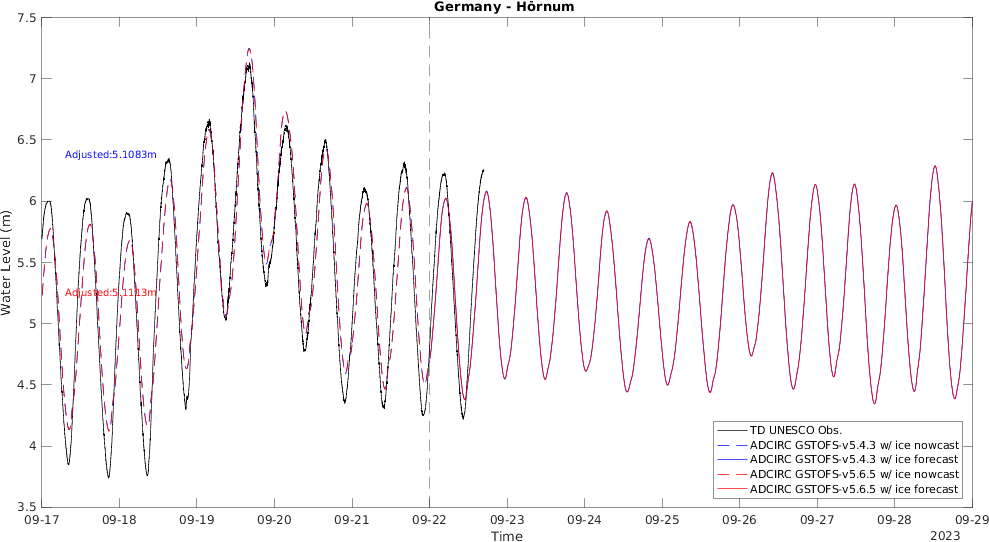 Germany - Hörnum
7.5
7
6.5
6
5.5
5
4.5
4
3.5
Water Level (m)
Adjusted:5.1083m
Adjusted:5.1113m
TD UNESCO Obs.
ADCIRC GSTOFS-v5.4.3 w/ ice nowcast
ADCIRC GSTOFS-v5.4.3 w/ ice forecast
ADCIRC GSTOFS-v5.6.5 w/ ice nowcast
ADCIRC GSTOFS-v5.6.5 w/ ice forecast
09-17 09-18 09-19 09-20 09-21 09-22 09-23 09-24 09-25 09-26 09-27 09-28 09-29
Time
2023